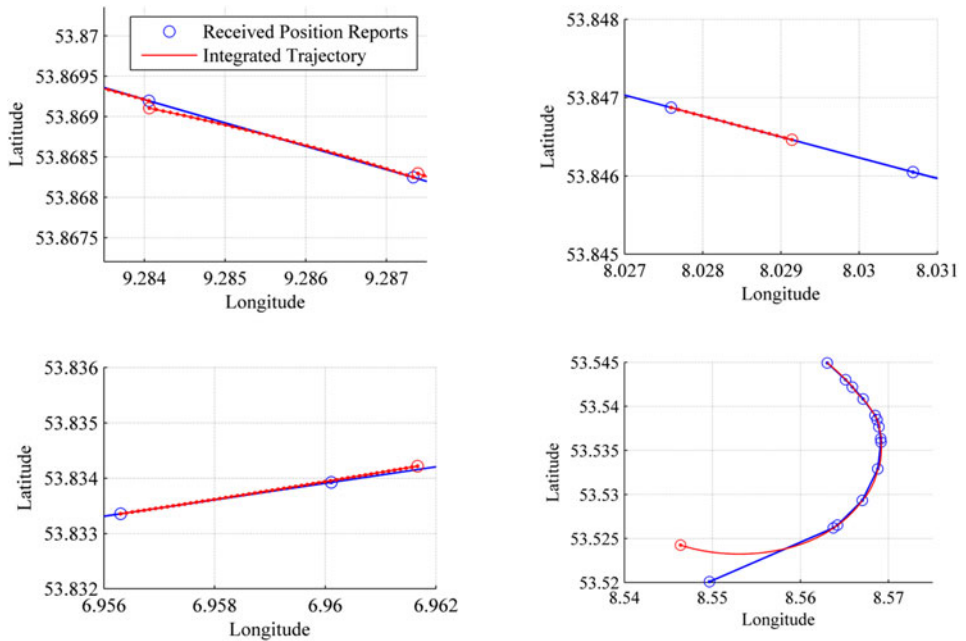 53.87
53.8695
53.869
53.8685
53.868
53.8675
Latitude
9.284 9.285 9.286 9.287
Longitude
Received Position Reports
Integrated Trajectory
53.848
53.847
53.846
53.845
Latitude
8.027 8.028 8.029 8.03 8.031
Longitude
53.836
53.835
53.834
53.833
53.832
Latitude
6.956 6.958 6.96 6.962
Longitude
53.545
53.54
53.535
53.53
53.525
53.52
Latitude
8.54 8.55 8.56 8.57
Longitude